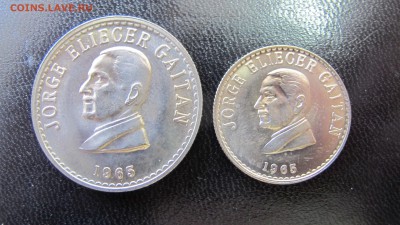 COINS.LAVE.RU
JORGE ELIECER GAITAN
1965
JORGE ELIECER GAITAN
1965